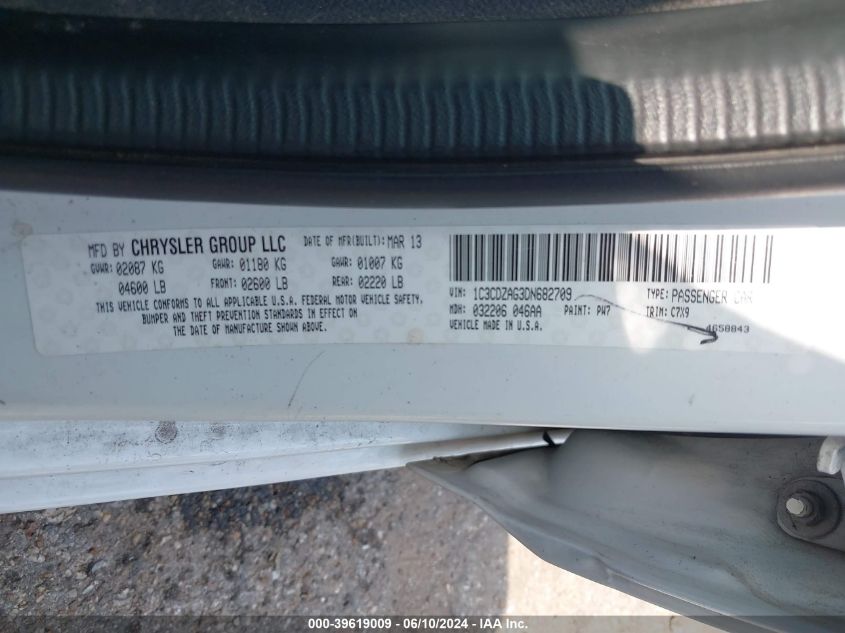 MFD BY CHRYSLER GROUP LLC DATE OF MFR(BUILT): MAR 13
GVWR: 02087 KG GAWR: 01180 KG GAWR: 01007 KG
04600 LB FRONT: 02600 LB REAR: 02220 LB
THIS VEHICLE CONFORMS TO ALL APPLICABLE U.S.A. FEDERAL MOTOR VEHICLE SAFETY,
BUMPER AND THEFT PREVENTION STANDARDS IN EFFECT ON
THE DATE OF MANUFACTURE SHOWN ABOVE.
VIN: 1C3CDZAG3DN682709 TYPE: PASSENGER CAR
MDH: 032206 046AA PAINT: PW7 TRIM: C7X9
VEHICLE MADE IN U.S.A. 4658843
000-39619009 - 06/10/2024 - IAA Inc.